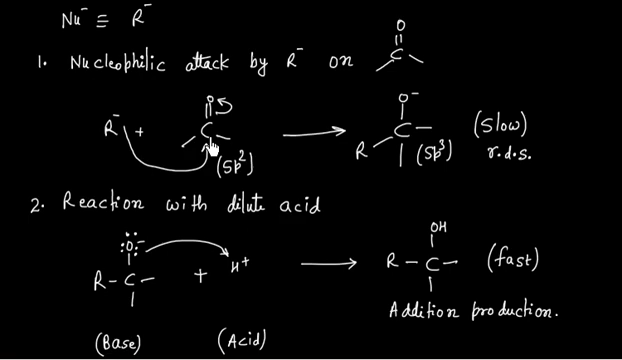 Nu⁻ ≡ R⁻
O
1. Nucleophilic attack by R⁻ on C
R⁻ + O C (Sp²) → O⁻ R C (Sp³) (Slow)
r.d.s.
2. Reaction with dilute acid
O⁻ OH
R - C - + H⁺ → R - C - (fast)
Addition production.
(Base) (Acid)